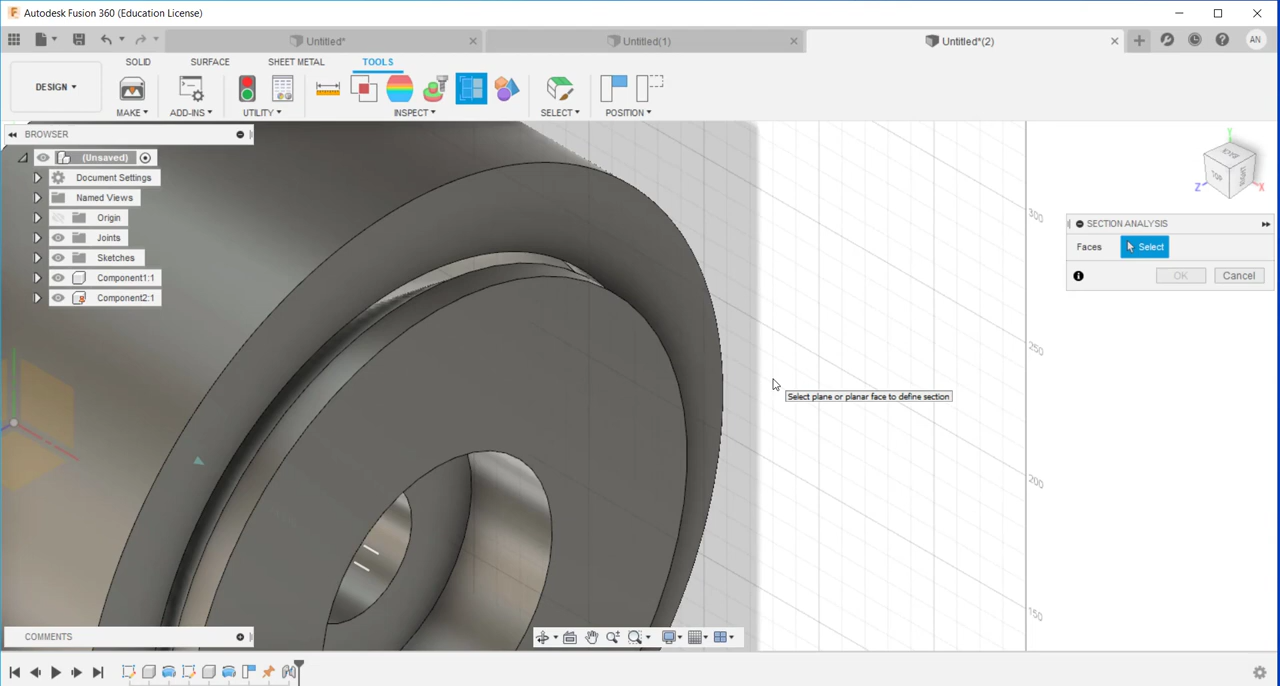 Autodesk Fusion 360 (Education License)
Untitled*
Untitled(1)
Untitled*(2)
AN
DESIGN
SOLID
SURFACE
SHEET METAL
TOOLS
MAKE
ADD-INS
UTILITY
INSPECT
SELECT
POSITION
BROWSER
(Unsaved)
Document Settings
Named Views
Origin
Joints
Sketches
Component1:1
Component2:1
Y
BACK
TOP
Z
X
300
250
200
150
SECTION ANALYSIS
Faces
Select
OK
Cancel
Select plane or planar face to define section
COMMENTS